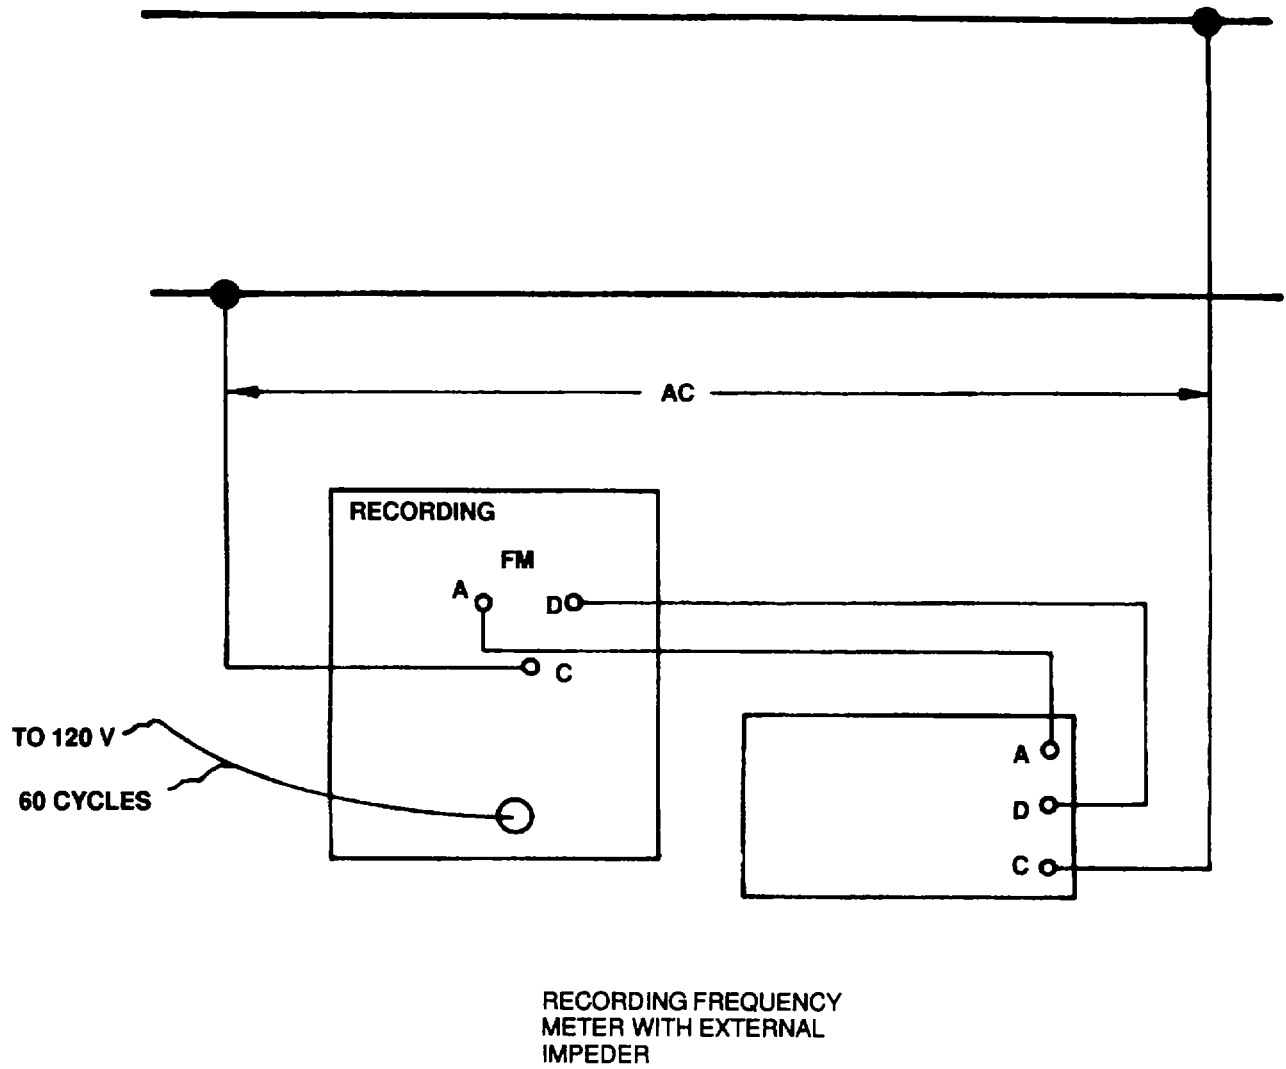 AC
RECORDING
FM
A
D
C
TO 120 V
60 CYCLES
A
D
C
RECORDING FREQUENCY
METER WITH EXTERNAL
IMPEDER